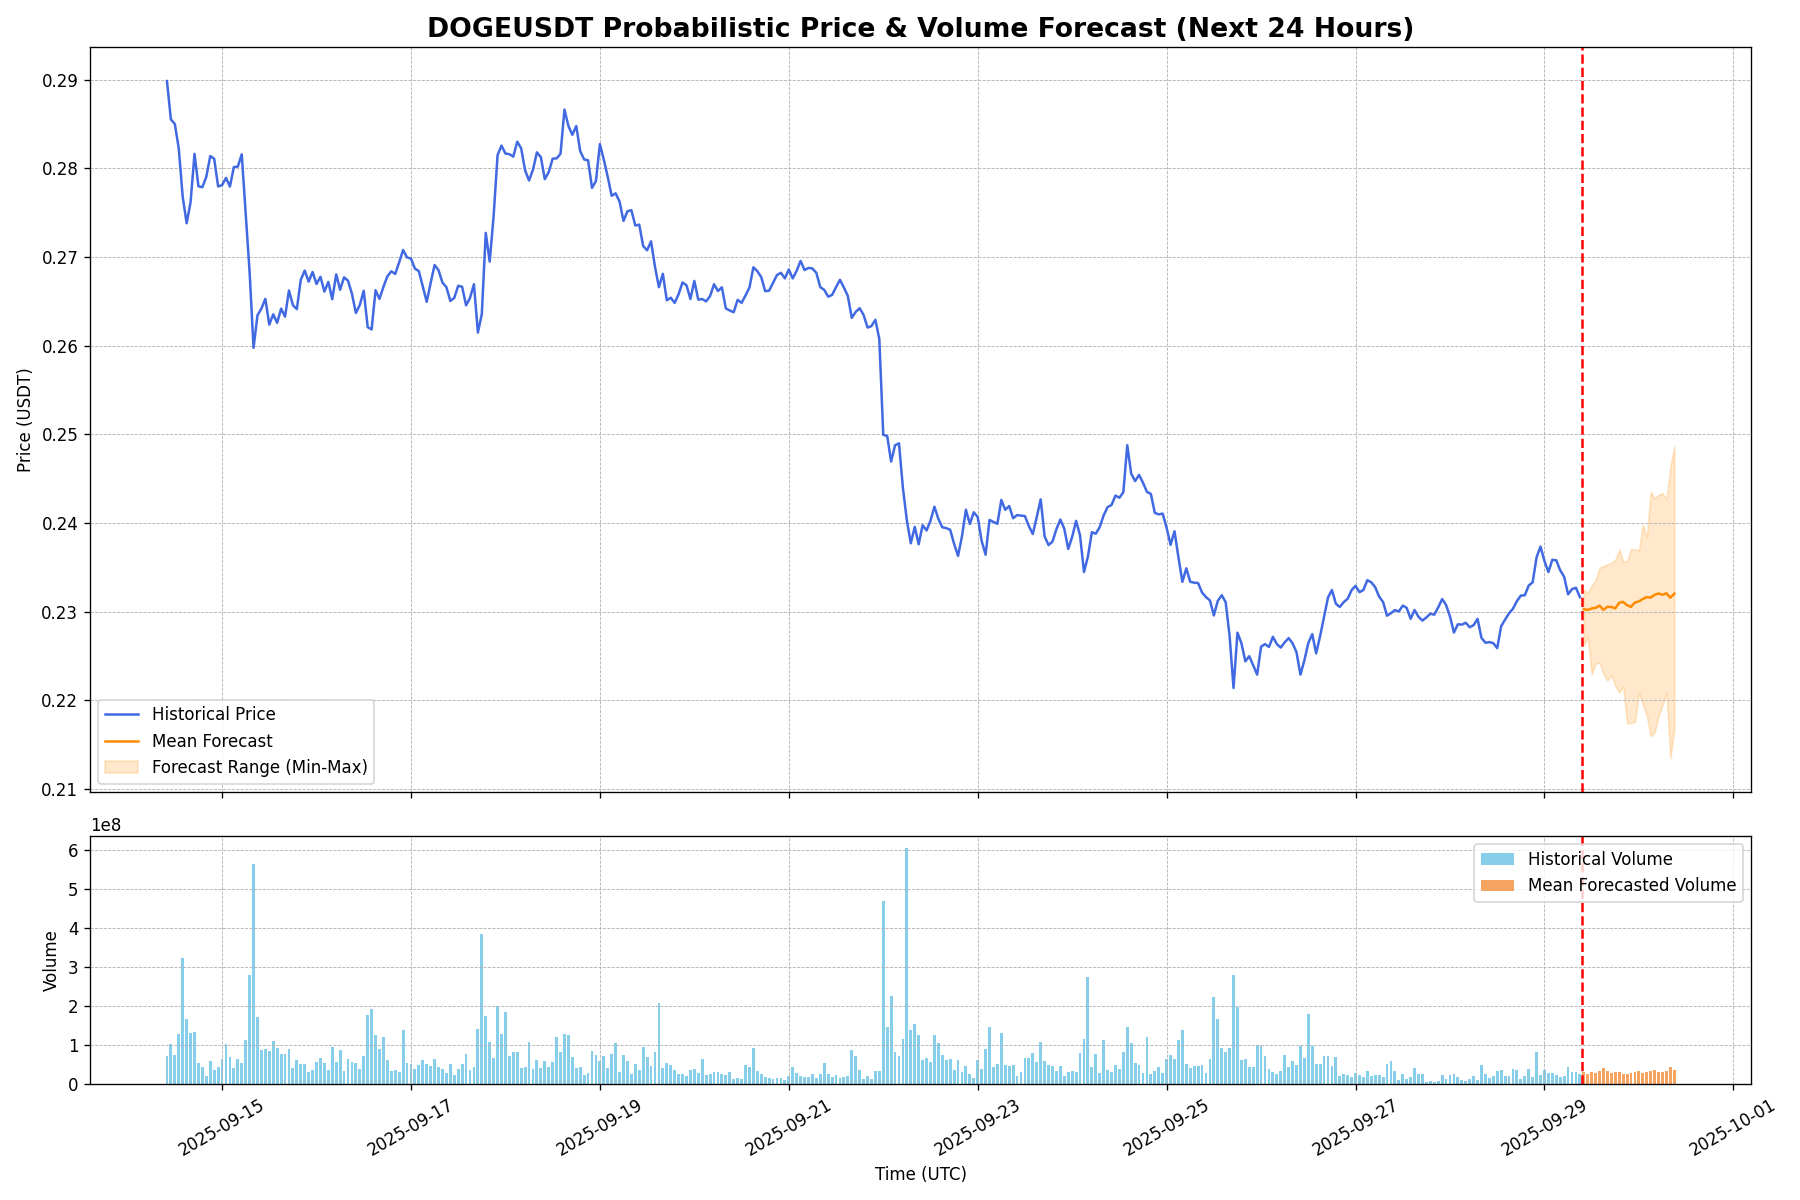 DOGEUSDT Probabilistic Price & Volume Forecast (Next 24 Hours)
Price (USDT)
0.29
0.28
0.27
0.26
0.25
0.24
0.23
0.22
0.21
Historical Price
Mean Forecast
Forecast Range (Min-Max)
1e8
Volume
6
5
4
3
2
1
0
Historical Volume
Mean Forecasted Volume
2025-09-15
2025-09-17
2025-09-19
2025-09-21
2025-09-23
2025-09-25
2025-09-27
2025-09-29
2025-10-01
Time (UTC)